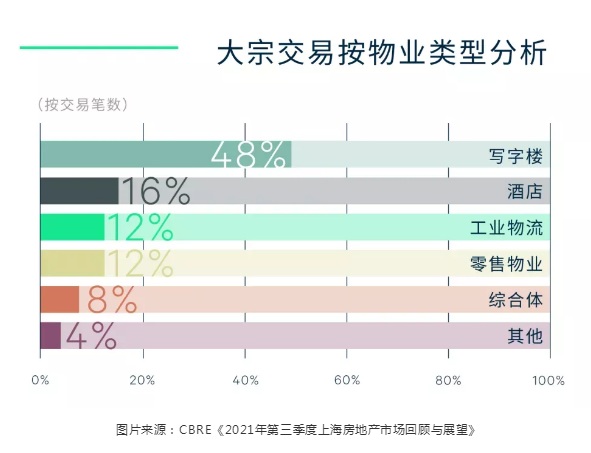 大宗交易按物业类型分析
（按交易笔数）
48% 写字楼
16% 酒店
12% 工业物流
12% 零售物业
8% 综合体
4% 其他
0% 20% 40% 60% 80% 100%
图片来源：CBRE《2021年第三季度上海房地产市场回顾与展望》